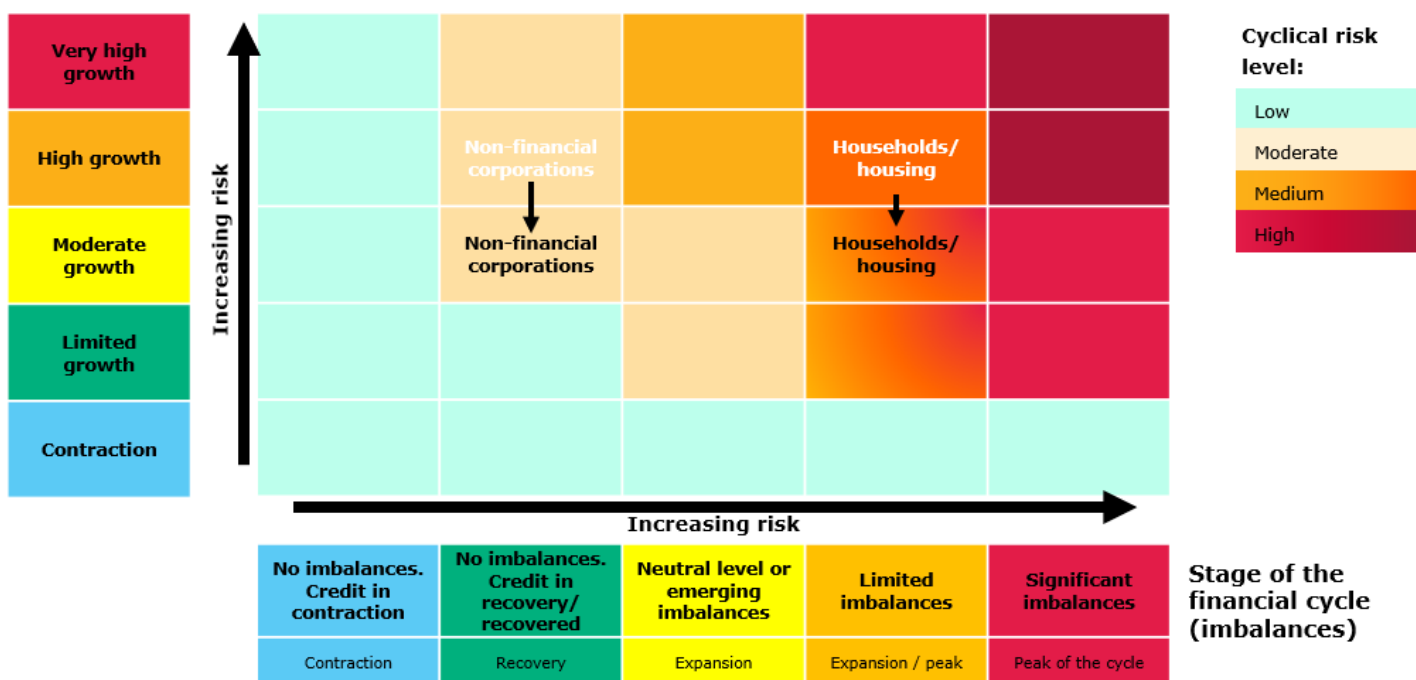 Very high
growth
High growth
Moderate
growth
Limited
growth
Contraction
Increasing risk
Non-financial
corporations
Households/
housing
Non-financial
corporations
Households/
housing
Increasing risk
No imbalances.
Credit in
contraction
No imbalances.
Credit in
recovery/
recovered
Neutral level or
emerging
imbalances
Limited
imbalances
Significant
imbalances
Contraction
Recovery
Expansion
Expansion / peak
Peak of the cycle
Stage of the
financial cycle
(imbalances)
Cyclical risk
level:
Low
Moderate
Medium
High